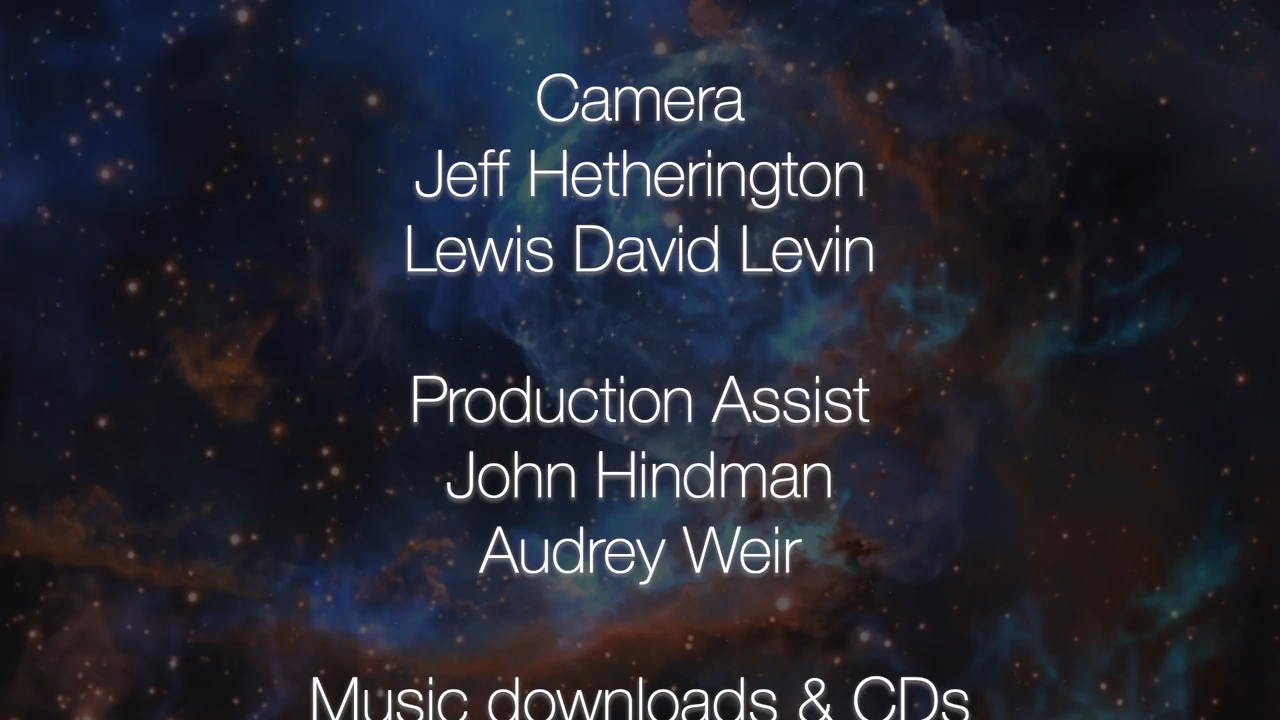 Camera
Jeff Hetherington
Lewis David Levin
Production Assist
John Hindman
Audrey Weir
Music downloads & CDs